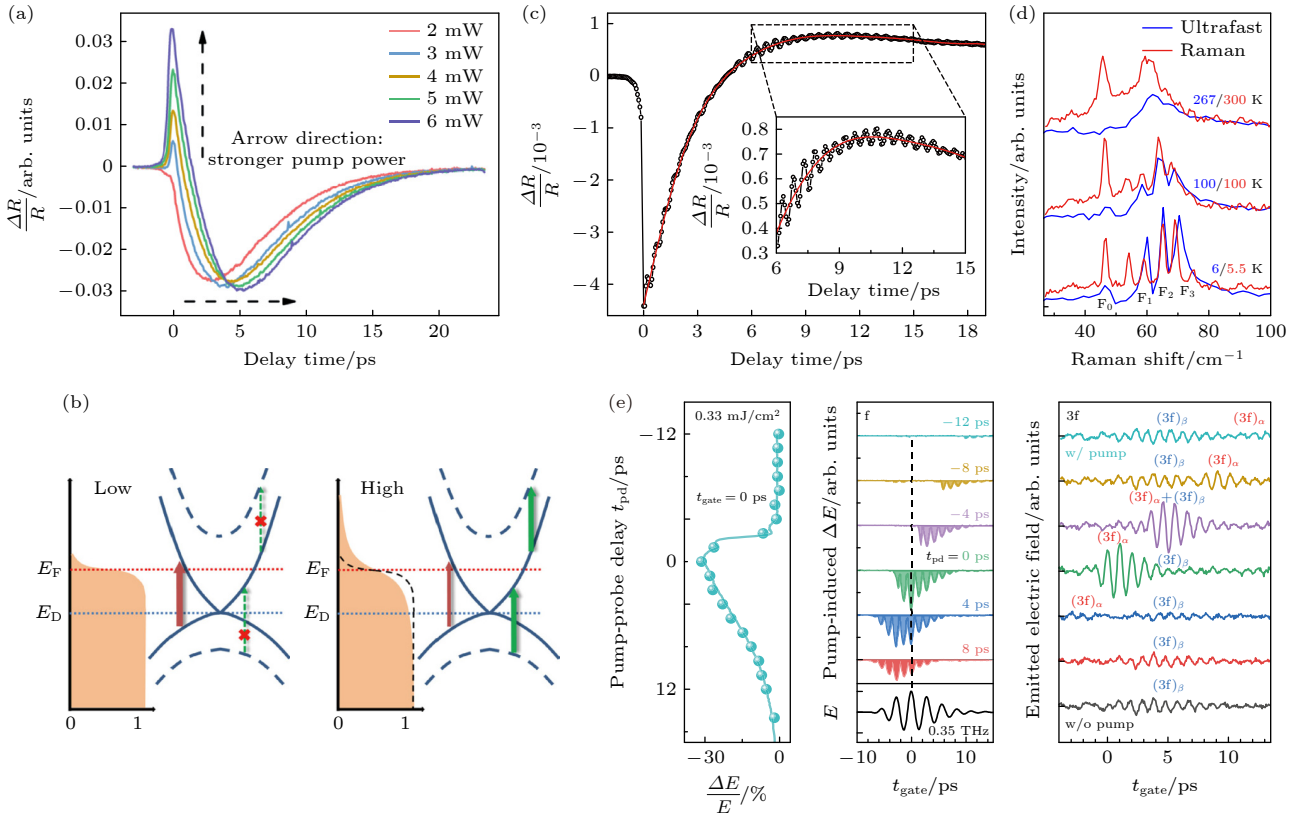 (a)
0.03
0.02
0.01
0
−0.01
−0.02
−0.03
ΔR/R/arb. units
2 mW
3 mW
4 mW
5 mW
6 mW
Arrow direction:
stronger pump power
0
5
10
15
20
Delay time/ps
(c)
1
0
−1
−2
−3
−4
ΔR/R/10⁻³
0.8
0.7
0.6
0.5
0.4
0.3
ΔR/R/10⁻³
6
9
12
15
Delay time/ps
0
3
6
9
12
15
18
Delay time/ps
(d)
Ultrafast
Raman
Intensity/arb. units
267/300 K
100/100 K
6/5.5 K
F₀
F₁
F₂
F₃
40
60
80
100
Raman shift/cm⁻¹
(b)
Low
E_F
E_D
0
1
High
E_F
E_D
0
1
(e)
0.33 mJ/cm²
t_gate = 0 ps
−12
0
12
Pump-probe delay t_pd/ps
−30
0
ΔE/E/%
f
−12 ps
−8 ps
−4 ps
t_pd = 0 ps
4 ps
8 ps
0.35 THz
E
Pump-induced ΔE/arb. units
−10
0
10
t_gate/ps
3f
(3f)β
(3f)α
w/ pump
(3f)β
(3f)α
(3f)α+(3f)β
(3f)α
(3f)β
(3f)α
(3f)β
(3f)β
(3f)β
w/o pump
Emitted electric field/arb. units
0
5
10
t_gate/ps